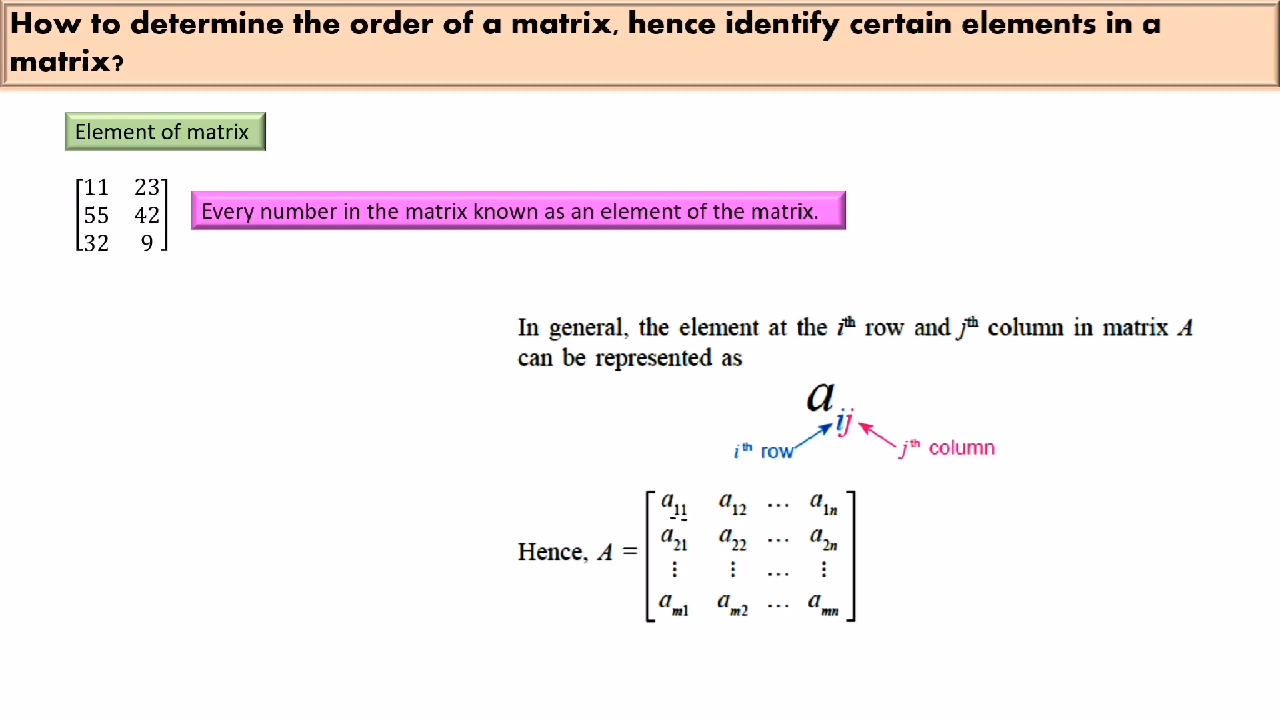 How to determine the order of a matrix, hence identify certain elements in a
matrix?
Element of matrix
[11 23]
[55 42]
[32 9]
Every number in the matrix known as an element of the matrix.
In general, the element at the iᵗʰ row and jᵗʰ column in matrix A
can be represented as
aᵢⱼ
iᵗʰ row
jᵗʰ column
a₁₁ a₁₂ ... a₁ₙ
a₂₁ a₂₂ ... a₂ₙ
Hence, A =
⋮ ⋮ ... ⋮
aₘ₁ aₘ₂ ... aₘₙ